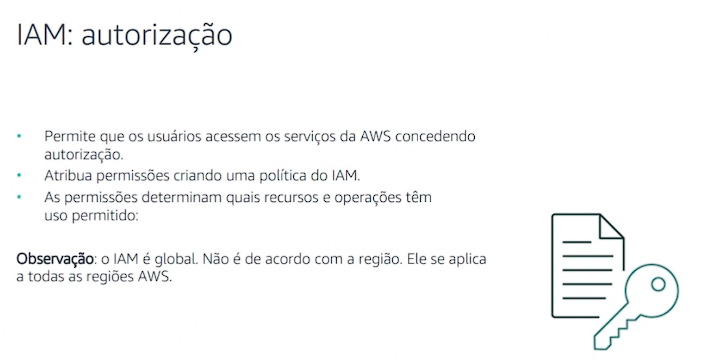 IAM: autorização
• Permite que os usuários acessem os serviços da AWS concedendo
autorização.
• Atribua permissões criando uma política do IAM.
• As permissões determinam quais recursos e operações têm
uso permitido:
Observação: o IAM é global. Não é de acordo com a região. Ele se aplica
a todas as regiões AWS.